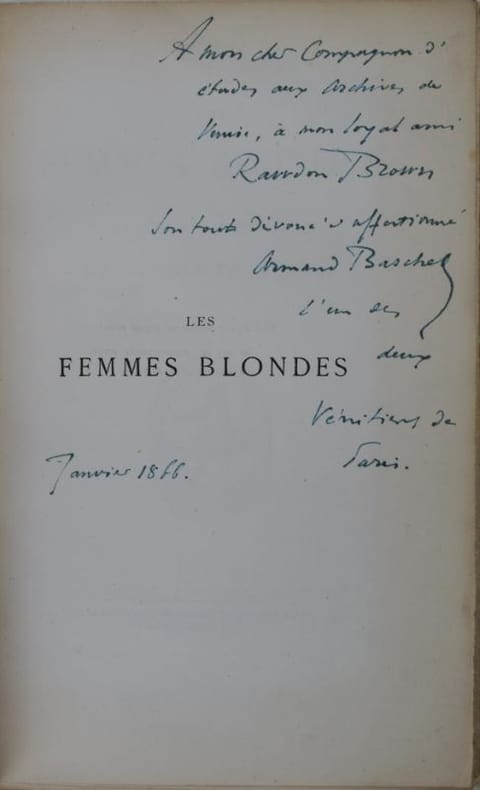 A mon cher Compagnon d'
études aux Archives de
Venise, à mon loyal ami
Rawdon Brown
Son tout dévoué & affectionné
Armand Baschet
l'un des
LES
deux
FEMMES BLONDES
Vénitiens de
Paris.
Janvier 1866.